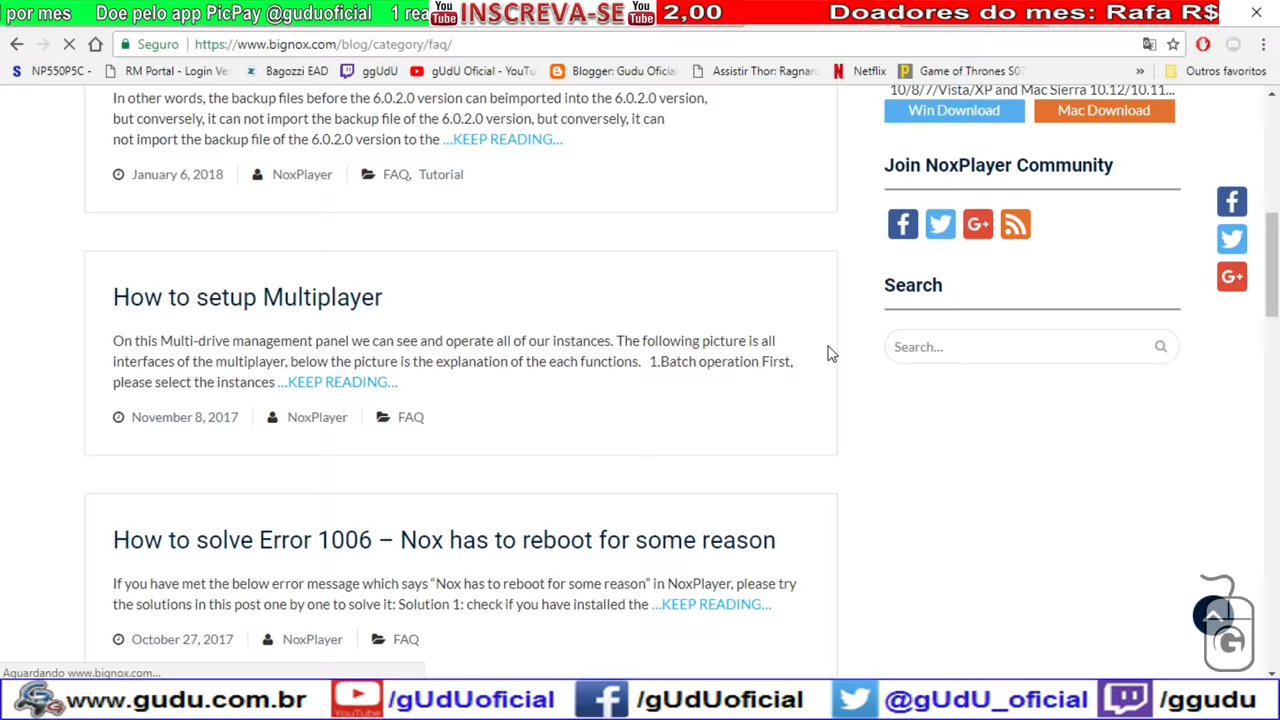 por mes Doe pelo app PicPay @guduoficial 1 rea
You Tube INSCREVA-SE You Tube
2,00 Doadores do mes: Rafa R$
Seguro https://www.bignox.com/blog/category/faq/
S NP550P5C - RM Portal - Login Ve Bagozzi EAD ggUdU gUdU Oficial - YouTu Blogger: Gudu Oficia Assistir Thor: Ragnaro Netflix Game of Thrones S07 » Outros favoritos
In other words, the backup files before the 6.0.2.0 version can beimported into the 6.0.2.0 version,
but conversely, it cannot import the backup file of the6.0.2.0 version, but conversely, it can
not import the backup file of the 6.0.2.0 version to the ...KEEP READING...
January 6, 2018 NoxPlayer FAQ, Tutorial
How to setup Multiplayer
On this Multi-drive management panel we can see and operate all of our instances. The following picture is all
interfaces of the multiplayer, below the picture is the explanation of the each functions. 1.Batch operation First,
please select the instances ...KEEP READING...
November 8, 2017 NoxPlayer FAQ
How to solve Error 1006 – Nox has to reboot for some reason
If you have met the below error message which says “Nox has to reboot for some reason” in NoxPlayer, please try
the solutions in this post one by one to solve it: Solution 1: check if you have installed the ...KEEP READING...
October 27, 2017 NoxPlayer FAQ
10/8/7/Vista/XP and Mac Sierra 10.12/10.11...
Win Download Mac Download
Join NoxPlayer Community
Search
Search...
Aguardando www.bignox.com...
www.gudu.com.br YouTube /gUdUoficial /gUdUoficial @gUdU_oficial /ggudu